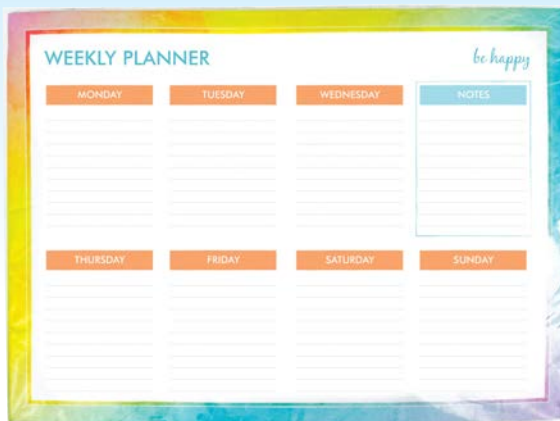 WEEKLY PLANNER
be happy
MONDAY TUESDAY WEDNESDAY NOTES
THURSDAY FRIDAY SATURDAY SUNDAY